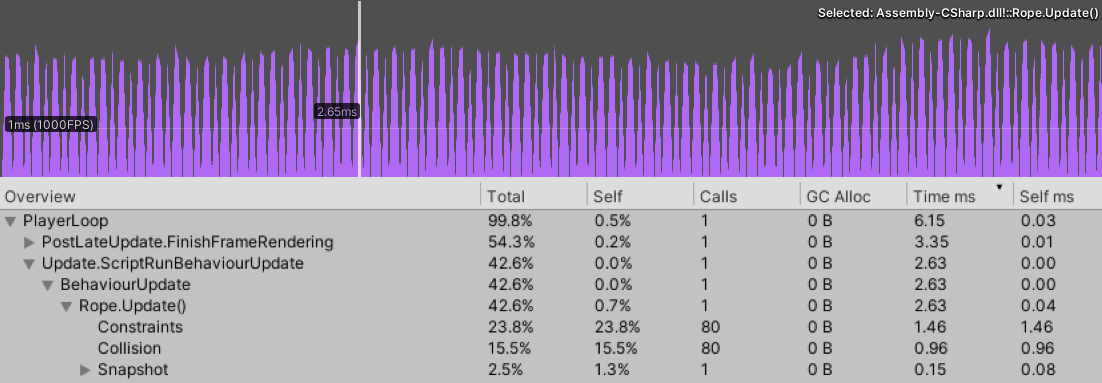 Selected: Assembly-CSharp.dll!::Rope.Update()
2.65ms
1ms (1000FPS)
Overview Total Self Calls GC Alloc Time ms Self ms
PlayerLoop 99.8% 0.5% 1 0 B 6.15 0.03
PostLateUpdate.FinishFrameRendering 54.3% 0.2% 1 0 B 3.35 0.01
Update.ScriptRunBehaviourUpdate 42.6% 0.0% 1 0 B 2.63 0.00
BehaviourUpdate 42.6% 0.0% 1 0 B 2.63 0.00
Rope.Update() 42.6% 0.7% 1 0 B 2.63 0.04
Constraints 23.8% 23.8% 80 0 B 1.46 1.46
Collision 15.5% 15.5% 80 0 B 0.96 0.96
Snapshot 2.5% 1.3% 1 0 B 0.15 0.08